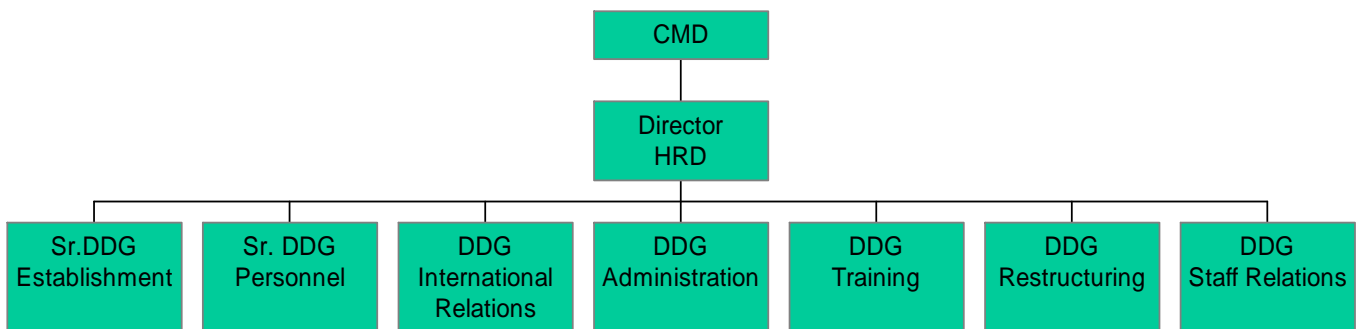 CMD
Director
HRD
Sr.DDG
Establishment
Sr. DDG
Personnel
DDG
International
Relations
DDG
Administration
DDG
Training
DDG
Restructuring
DDG
Staff Relations